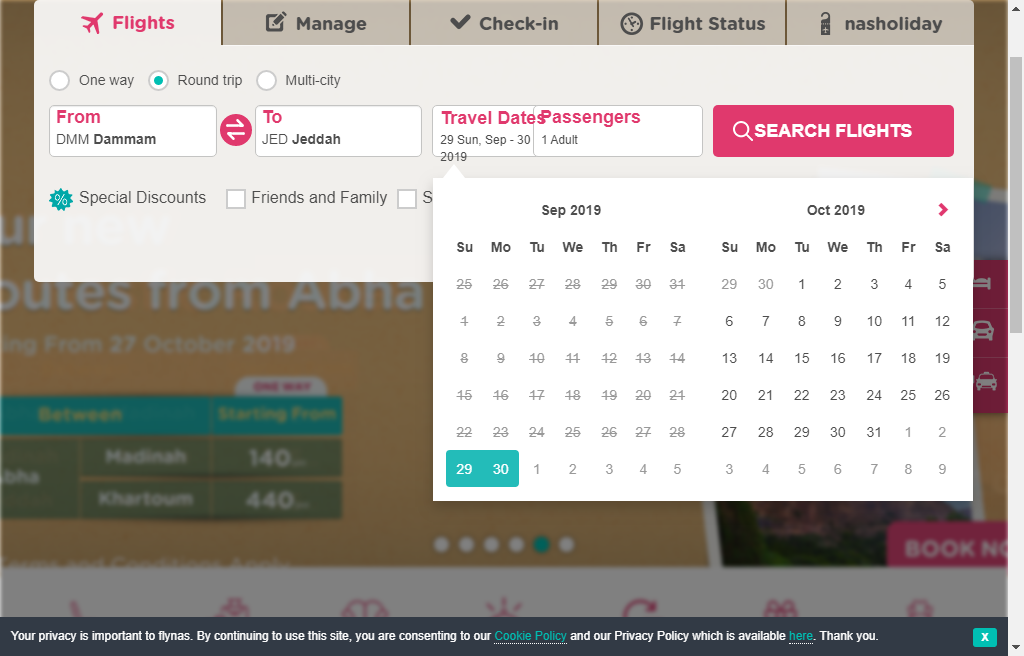 Flights
Manage
Check-in
Flight Status
nasholiday
One way
Round trip
Multi-city
From
DMM Dammam
To
JED Jeddah
Travel Dates
29 Sun, Sep - 30
2019
Passengers
1 Adult
SEARCH FLIGHTS
% Special Discounts
Friends and Family
S
Sep 2019
Su Mo Tu We Th Fr Sa
25 26 27 28 29 30 31
1 2 3 4 5 6 7
8 9 10 11 12 13 14
15 16 17 18 19 20 21
22 23 24 25 26 27 28
29 30 1 2 3 4 5
Oct 2019
Su Mo Tu We Th Fr Sa
29 30 1 2 3 4 5
6 7 8 9 10 11 12
13 14 15 16 17 18 19
20 21 22 23 24 25 26
27 28 29 30 31 1 2
3 4 5 6 7 8 9
ur new
outes from Abha
ing From 27 October 2019
ONE WAY
Between
Starting From
bha
Madinah
140
Khartoum
440
Terms and Conditions Apply
BOOK NO
Your privacy is important to flynas. By continuing to use this site, you are consenting to our Cookie Policy and our Privacy Policy which is available here. Thank you.
X